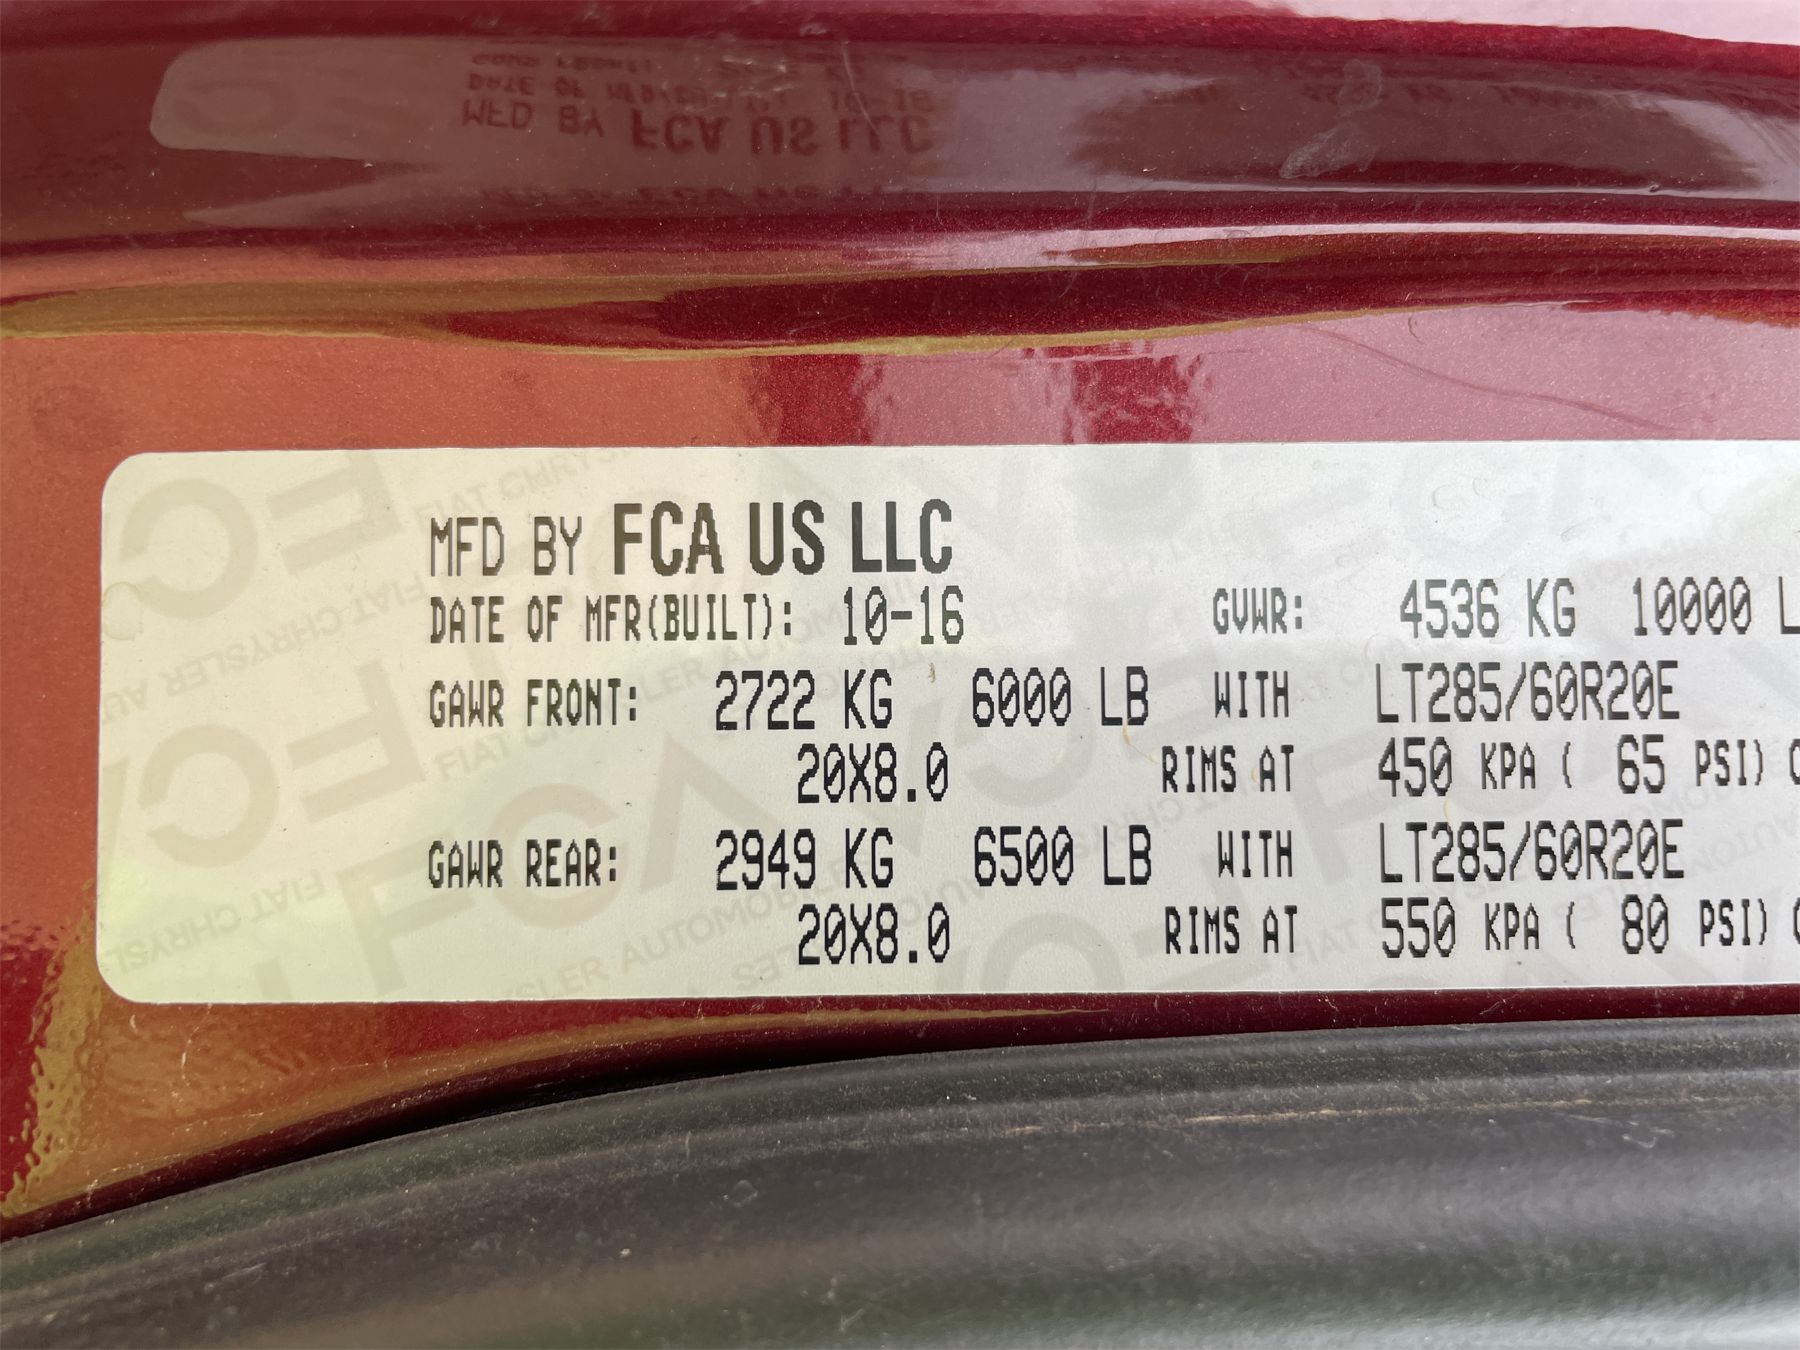 MFD BY FCA US LLC
DATE OF MFR(BUILT): 10-16 GVWR: 4536 KG 10000 L
GAWR FRONT: 2722 KG 6000 LB WITH LT285/60R20E
20X8.0 RIMS AT 450 KPA ( 65 PSI)
GAWR REAR: 2949 KG 6500 LB WITH LT285/60R20E
20X8.0 RIMS AT 550 KPA ( 80 PSI)